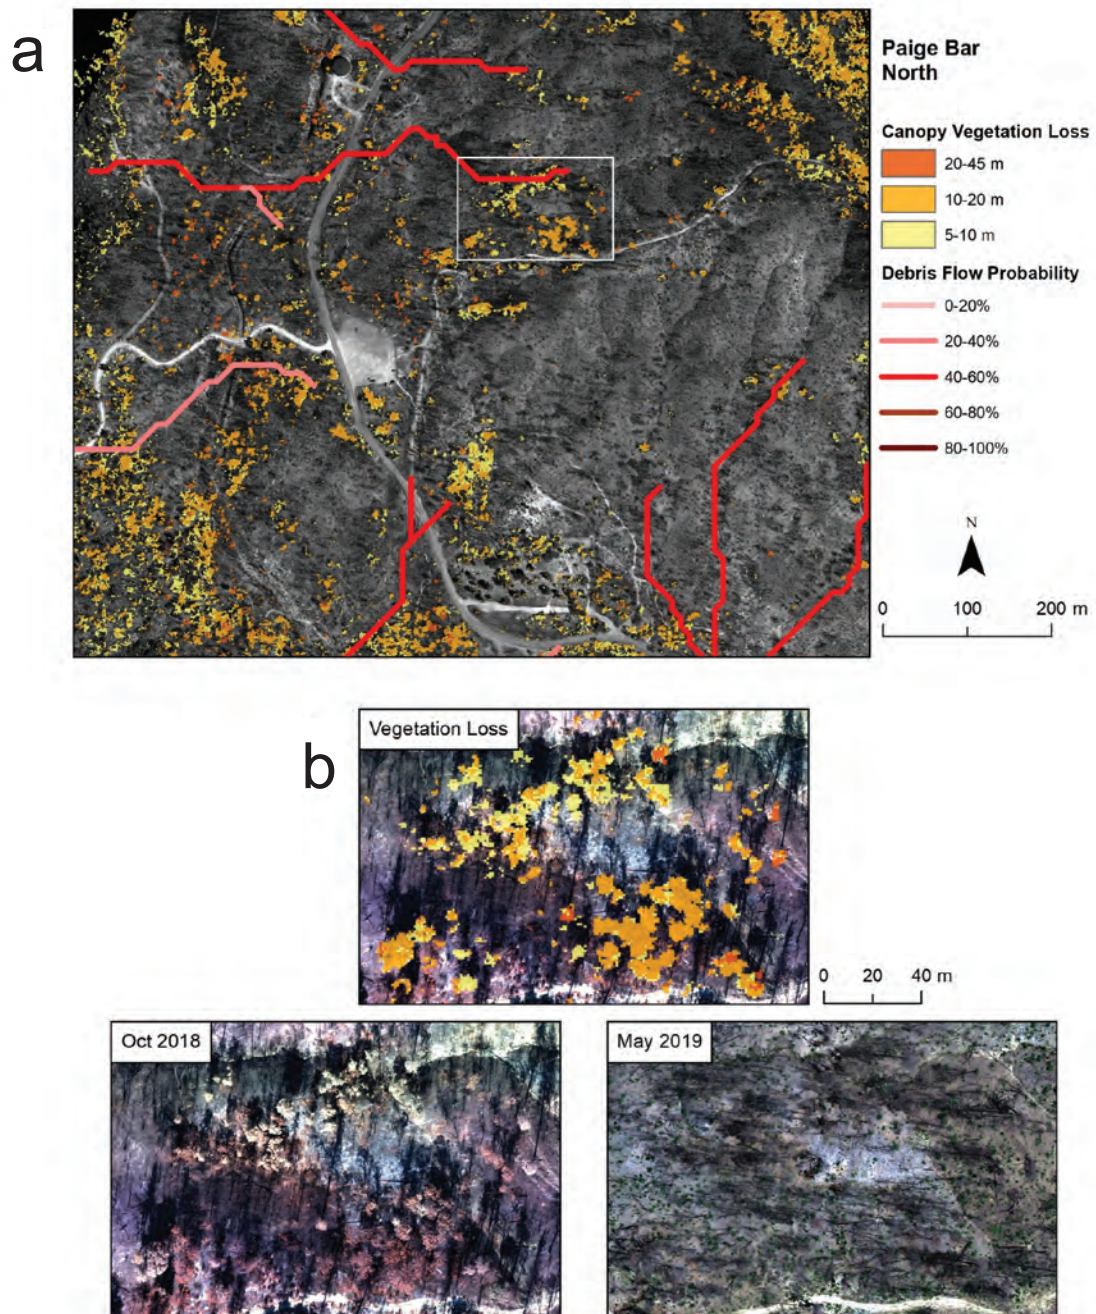 a
Paige Bar
North
Canopy Vegetation Loss
20-45 m
10-20 m
5-10 m
Debris Flow Probability
0-20%
20-40%
40-60%
60-80%
80-100%
N
0 100 200 m
b
Vegetation Loss
0 20 40 m
Oct 2018
May 2019